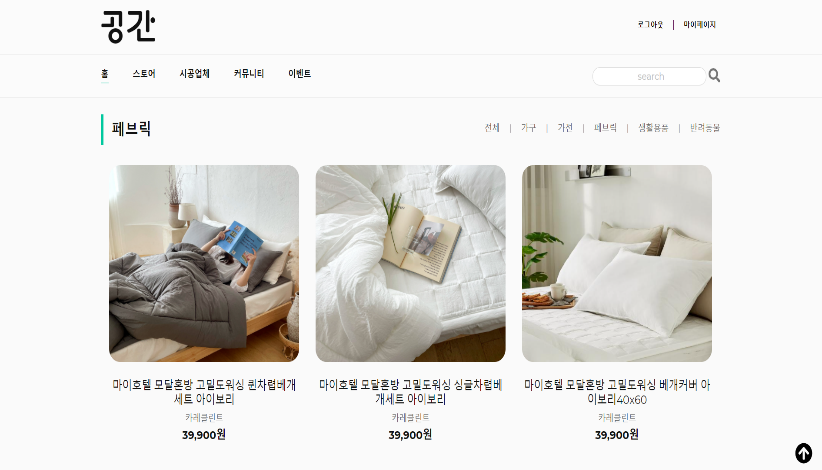 공간
로그아웃 | 마이페이지
홈 스토어 시공업체 커뮤니티 이벤트 search
페브릭 전체 | 가구 | 가전 | 페브릭 | 생활용품 | 반려동물
마이호텔 모달혼방 고밀도워싱 퀸차렵베개
세트 아이보리
카레클린트
39,900원
마이호텔 모달혼방 고밀도워싱 싱글차렵베
개세트 아이보리
카레클린트
39,900원
마이호텔 모달혼방 고밀도워싱 베개커버 아
이보리40x60
카레클린트
39,900원